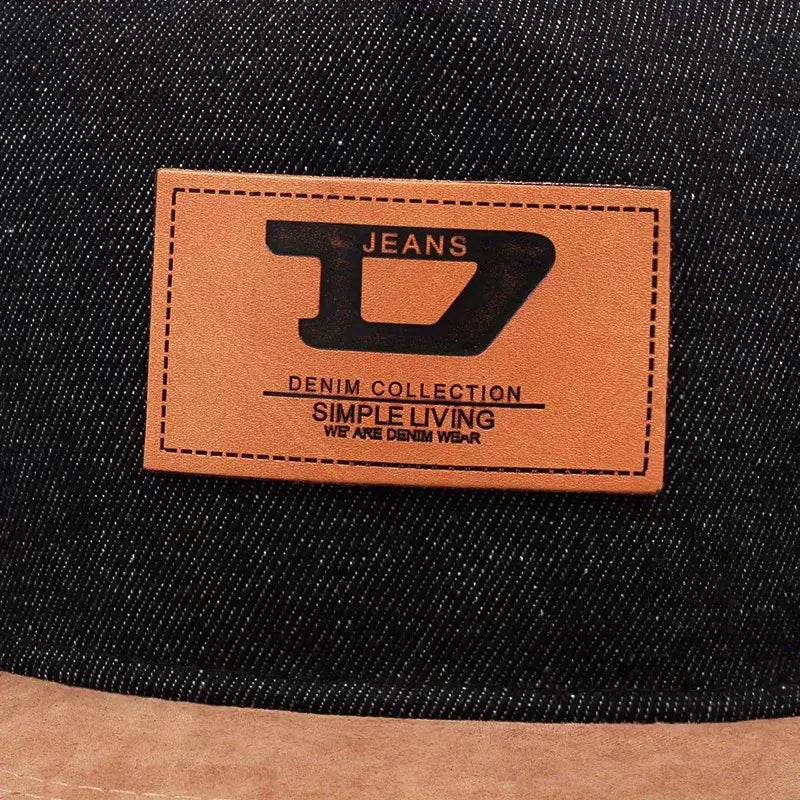 D
JEANS
DENIM COLLECTION
SIMPLE LIVING
WE' ARE DENIM WEAR